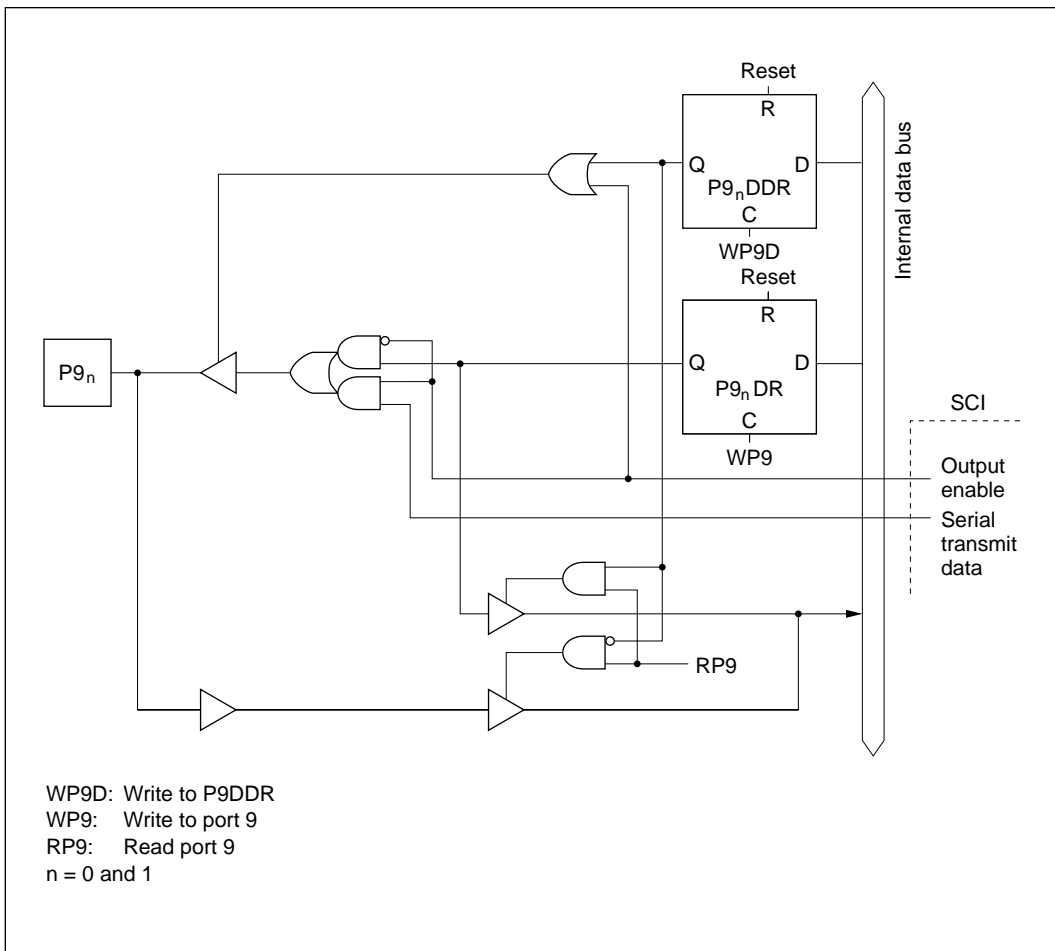 Reset
R
Q
D
P9nDDR
C
WP9D
Internal data bus
Reset
R
Q
D
P9nDR
C
WP9
P9n
SCI
Output
enable
Serial
transmit
data
RP9
WP9D: Write to P9DDR
WP9: Write to port 9
RP9: Read port 9
n = 0 and 1